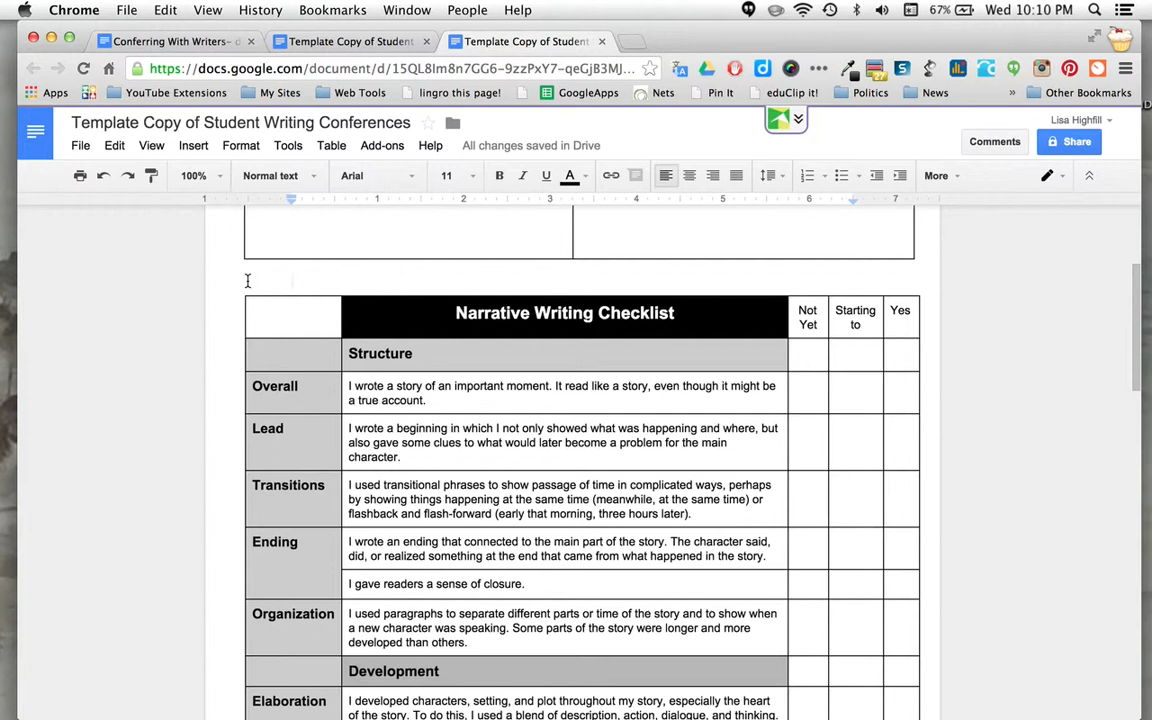 Chrome File Edit View History Bookmarks Window People Help 67% Wed 10:10 PM
Conferring With Writers- d Template Copy of Student Template Copy of Student
https://docs.google.com/document/d/15QL8Im8n7GG6-9zzPxY7-qeGjB3MJ...
Apps YouTube Extensions My Sites Web Tools lingro this page! GoogleApps Nets Pin It eduClip it! Politics News » Other Bookmarks
Template Copy of Student Writing Conferences Lisa Highfill
File Edit View Insert Format Tools Table Add-ons Help All changes saved in Drive Comments Share
100% Normal text Arial 11 B I U A More
1 1 2 3 4 5 6 7
Narrative Writing Checklist Not Yet Starting to Yes
Structure
Overall I wrote a story of an important moment. It read like a story, even though it might be
a true account.
Lead I wrote a beginning in which I not only showed what was happening and where, but
also gave some clues to what would later become a problem for the main
character.
Transitions I used transitional phrases to show passage of time in complicated ways, perhaps
by showing things happening at the same time (meanwhile, at the same time) or
flashback and flash-forward (early that morning, three hours later).
Ending I wrote an ending that connected to the main part of the story. The character said,
did, or realized something at the end that came from what happened in the story.
I gave readers a sense of closure.
Organization I used paragraphs to separate different parts or time of the story and to show when
a new character was speaking. Some parts of the story were longer and more
developed than others.
Development
Elaboration I developed characters, setting, and plot throughout my story, especially the heart
of the story. To do this, I used a blend of description, action, dialogue, and thinking.